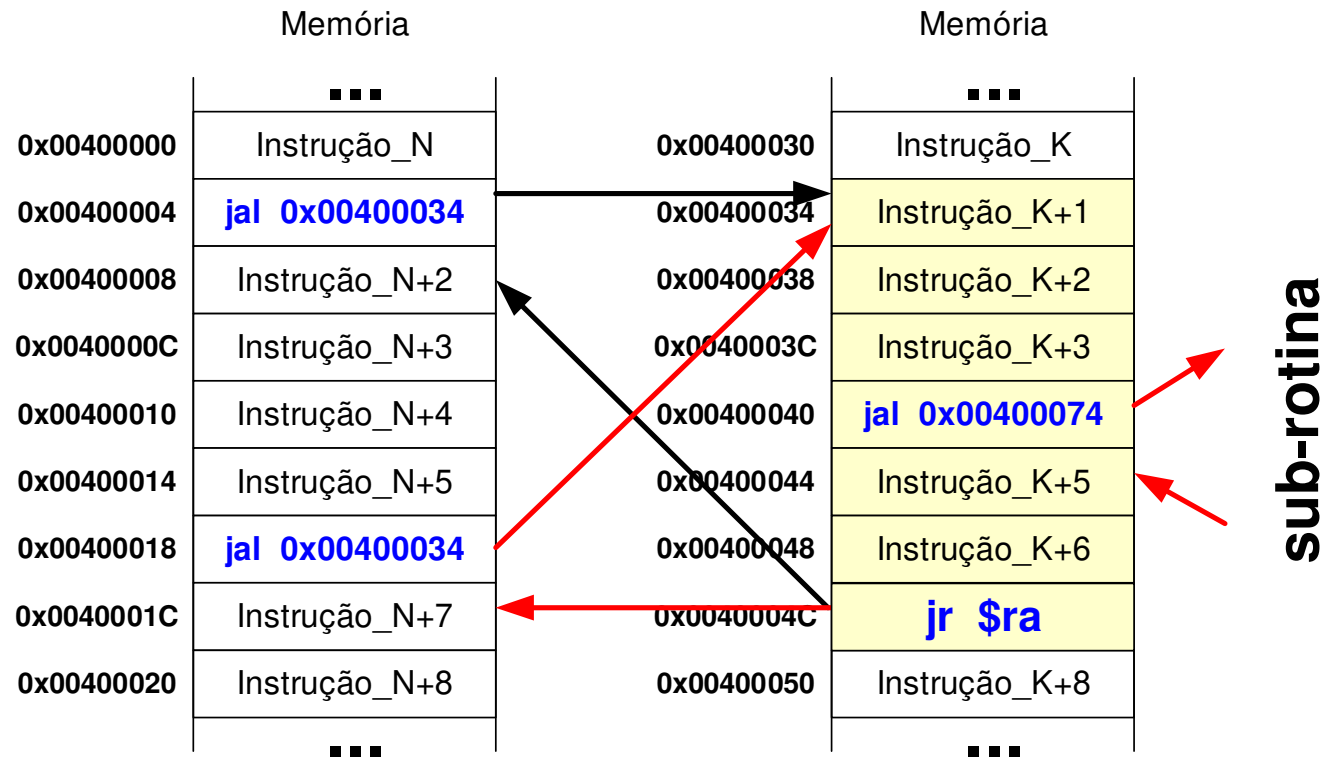 Memória Memória
... ...
0x00400000 Instrução_N 0x00400030 Instrução_K
0x00400004 jal 0x00400034 0x00400034 Instrução_K+1
0x00400008 Instrução_N+2 0x00400038 Instrução_K+2
0x0040000C Instrução_N+3 0x0040003C Instrução_K+3
0x00400010 Instrução_N+4 0x00400040 jal 0x00400074
0x00400014 Instrução_N+5 0x00400044 Instrução_K+5
0x00400018 jal 0x00400034 0x00400048 Instrução_K+6
0x0040001C Instrução_N+7 0x0040004C jr $ra
0x00400020 Instrução_N+8 0x00400050 Instrução_K+8
... ...
sub-rotina